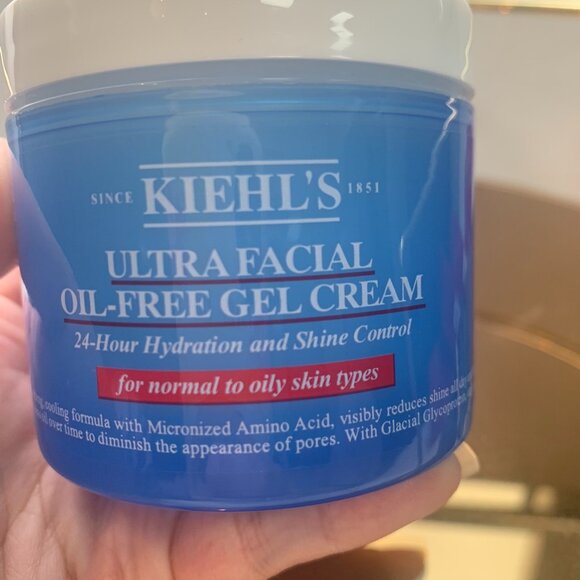 SINCE KIEHL'S 1851
ULTRA FACIAL
OIL-FREE GEL CREAM
24-Hour Hydration and Shine Control
for normal to oily skin types
cooling formula with Micronized Amino Acid, visibly reduces shine all
over time to diminish the appearance of pores. With Glacial Glycoprotein,